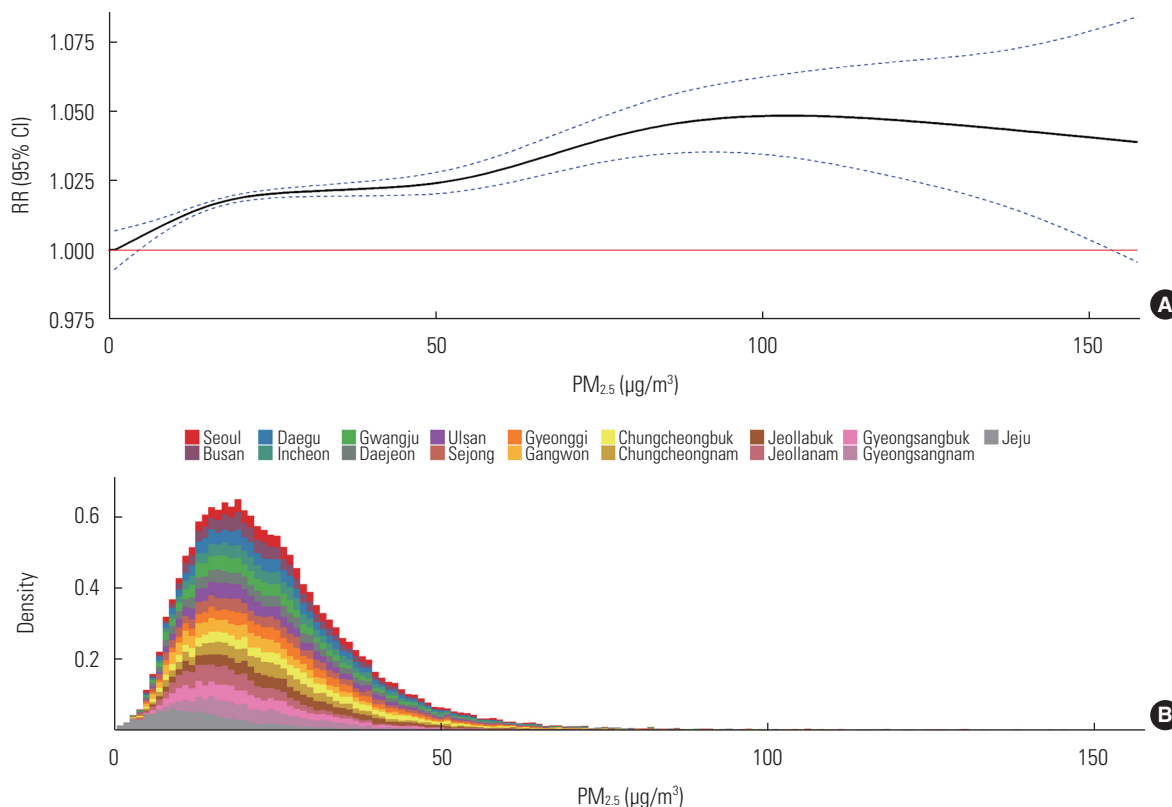 RR (95% CI)
1.075
1.050
1.025
1.000
0.975
0 50 100 150
PM2.5 (µg/m³)
A
Seoul Daegu Gwangju Ulsan Gyeonggi Chungcheongbuk Jeollabuk Gyeongsangbuk Jeju
Busan Incheon Daejeon Sejong Gangwon Chungcheongnam Jeollanam Gyeongsangnam
Density
0.6
0.4
0.2
0 50 100 150
PM2.5 (µg/m³)
B